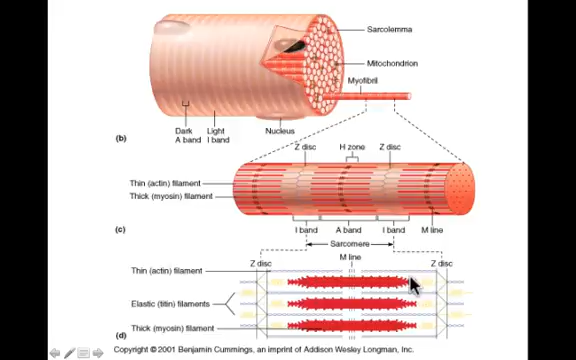 Sarcolemma
Mitochondrion
Myofibril
(b)
Dark
A band
Light
I band
Nucleus
Z disc
H zone
Z disc
Thin (actin) filament
Thick (myosin) filament
(c)
I band
A band
I band
M line
Sarcomere
Z disc
M line
Z disc
Thin (actin) filament
Elastic (titin) filaments
Thick (myosin) filament
(d)
Copyright © 2001 Benjamin Cummings, an imprint of Addison Wesley Longman, Inc.